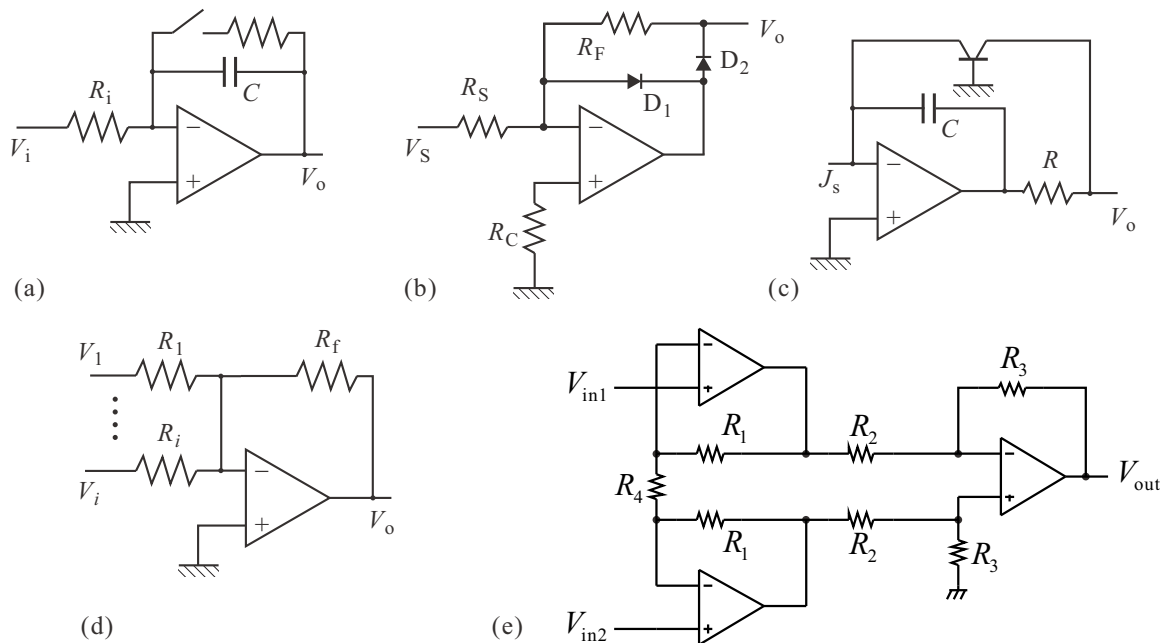 R_i
V_i
C
−
+
V_o
(a)
R_S
V_S
R_F
D_1
D_2
V_o
−
+
R_C
(b)
J_s
C
−
+
R
V_o
(c)
V_1
R_1
R_f
R_i
V_i
−
+
V_o
(d)
V_in1
−
+
R_1
R_2
R_3
R_4
−
+
V_out
R_1
R_2
R_3
−
+
V_in2
(e)